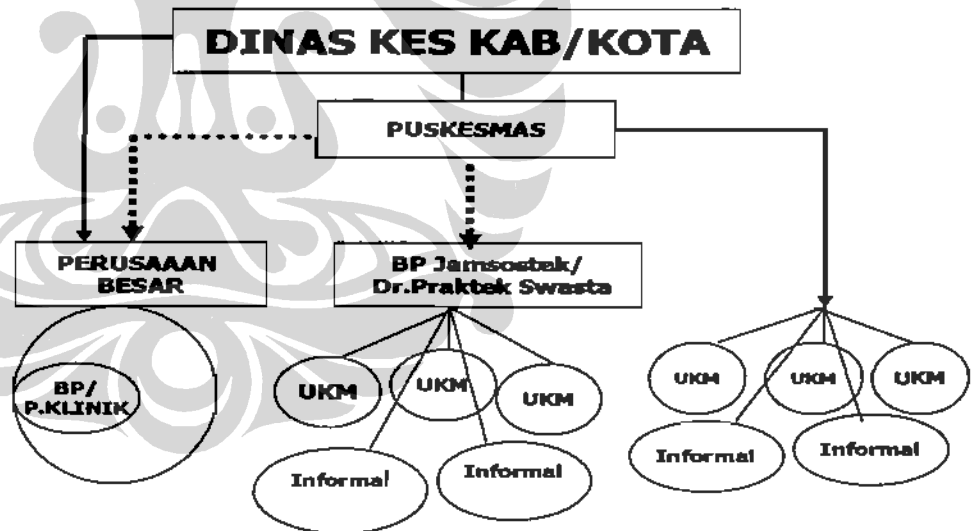 DINAS KES KAB/KOTA
PUSKESMAS
PERUSAAAN
BESAR
BP Jamsostek/
Dr.Praktek Swasta
BP/
P.KLINIK
UKM
UKM
UKM
Informal
Informal
UKM
UKM
UKM
Informal
Informal